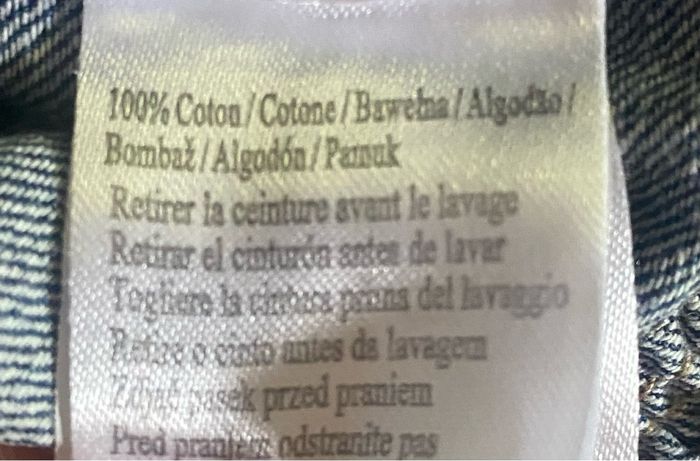 100% Coton / Cotone / Bawełna / Algodão /
Bombaž / Algodón / Pamuk
Retirer la ceinture avant le lavage
Retirar el cinturón antes de lavar
Togliere la cintura prima del lavaggio
Retire o cinto antes da lavagem
Zdjąć pasek przed praniem
Pred pranjem odstranite pas